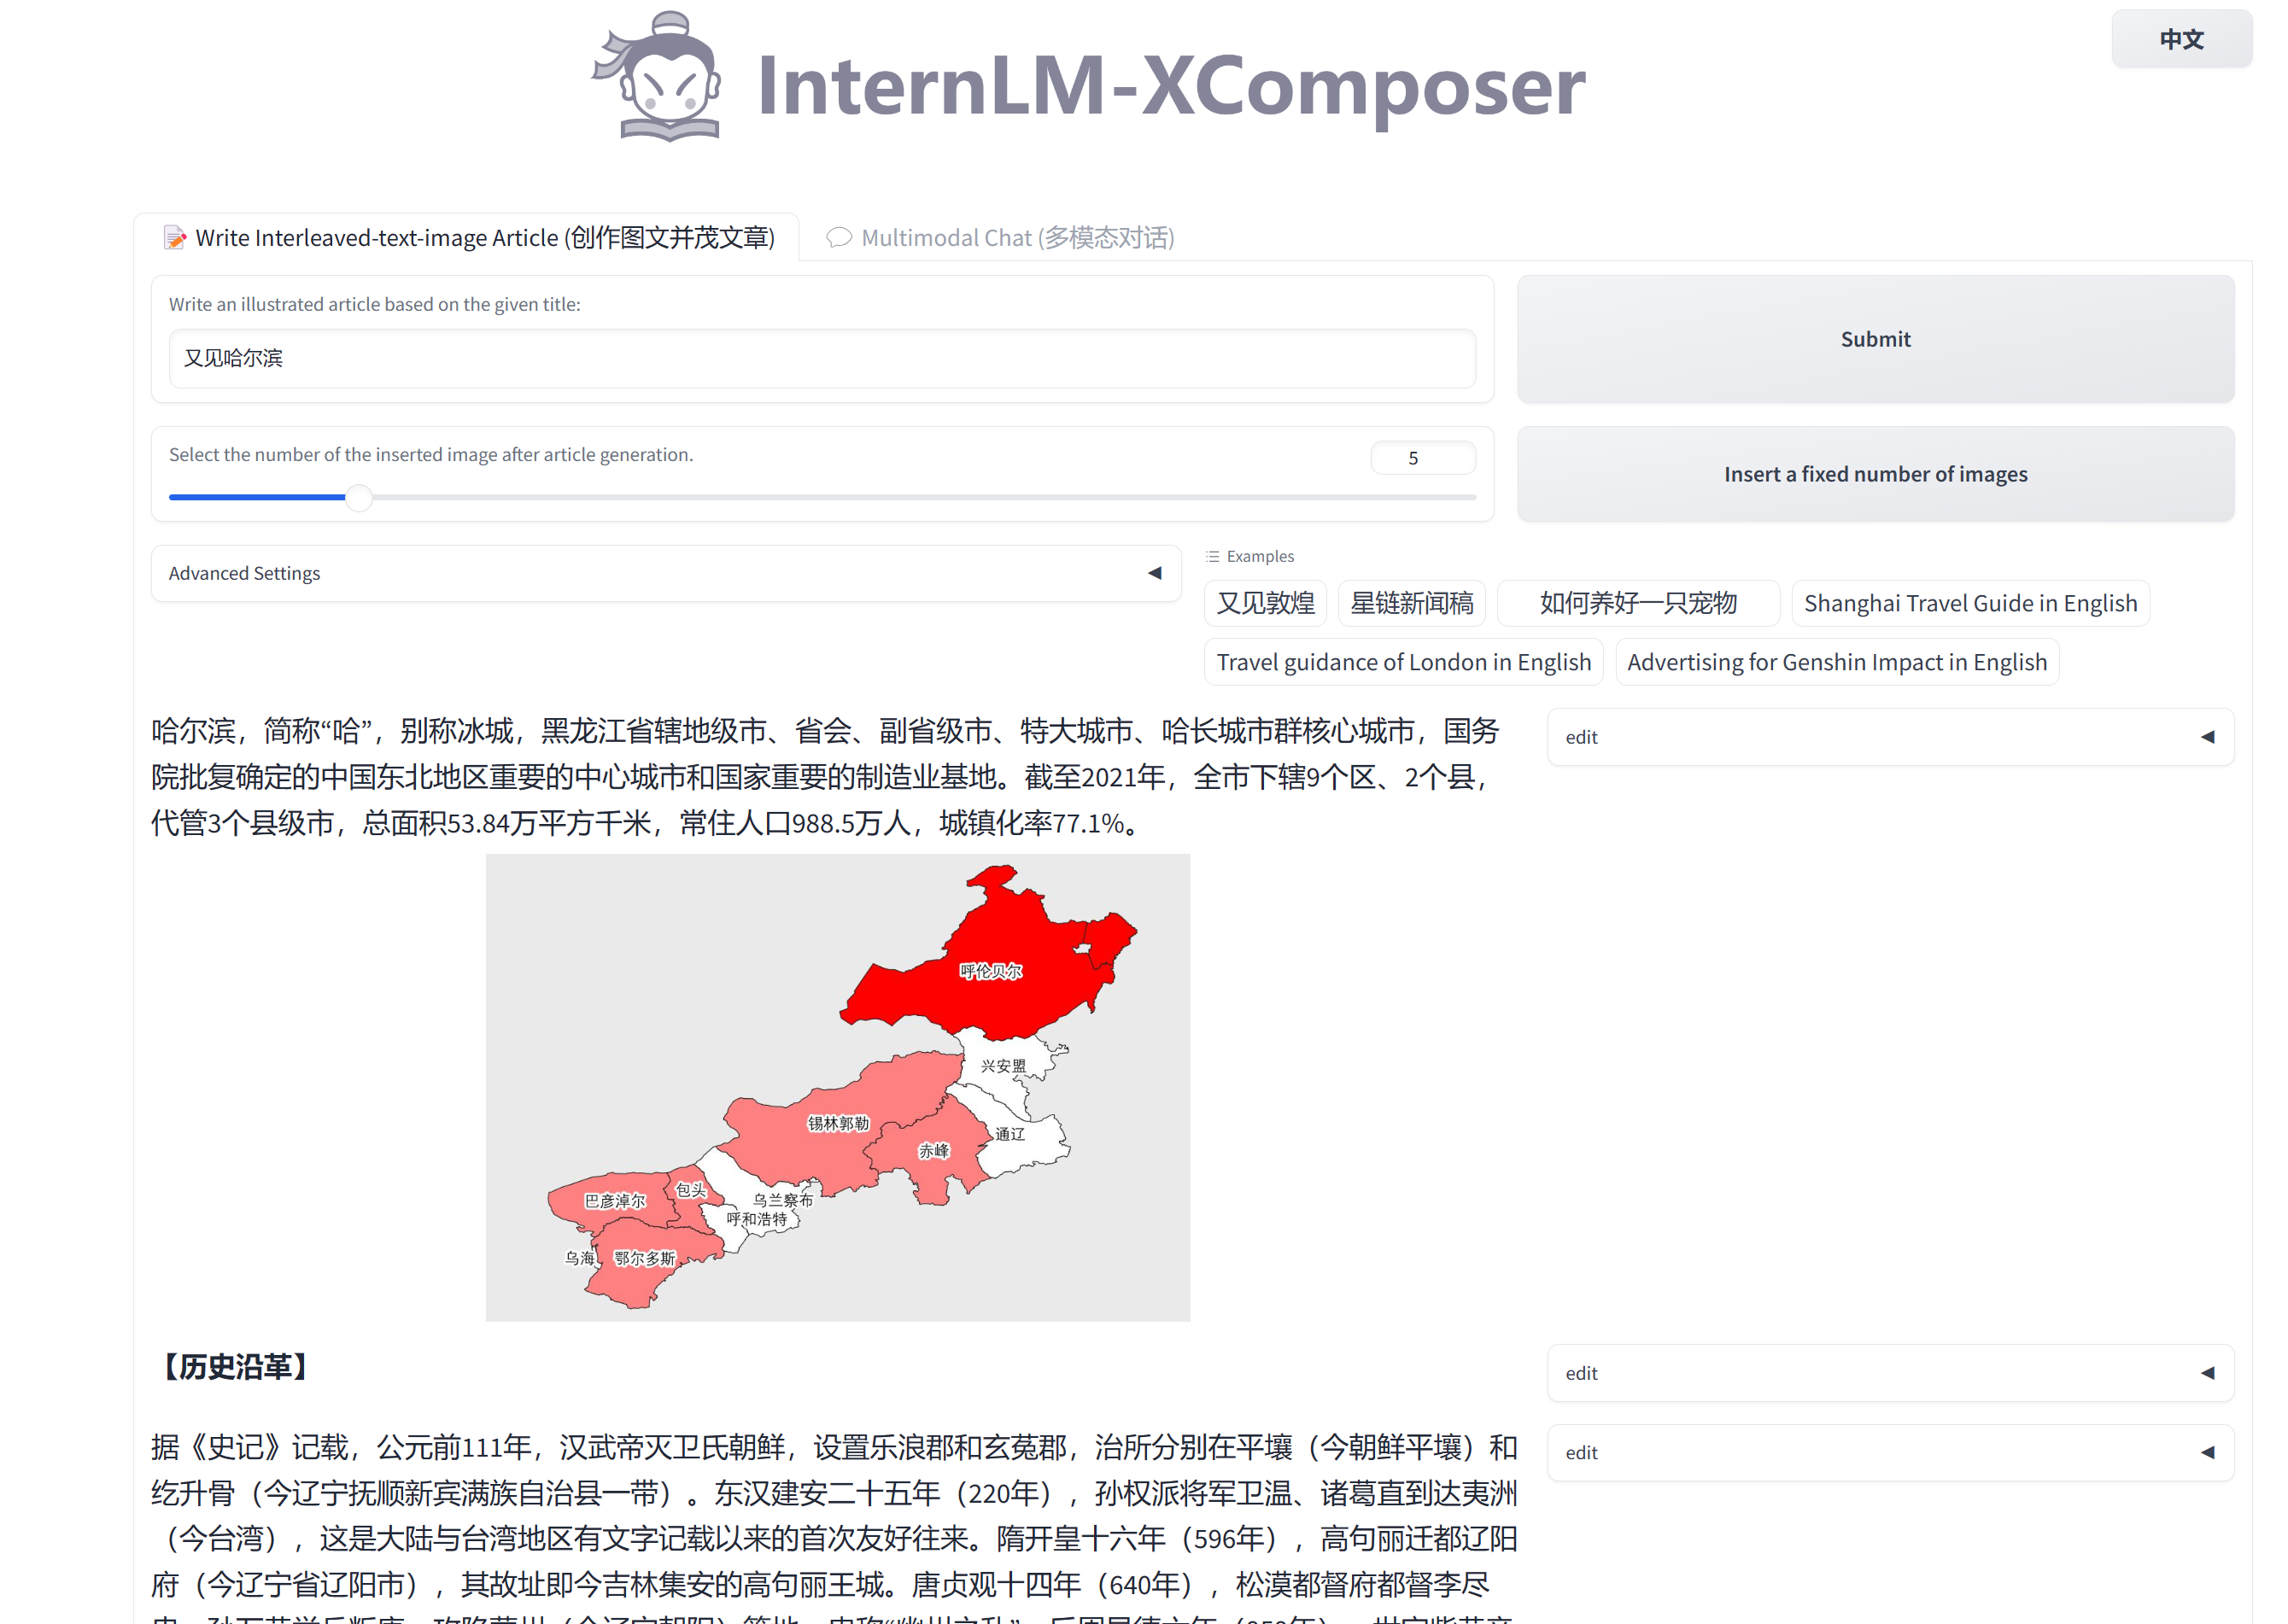 InternLM-XComposer
中文
Write Interleaved-text-image Article (创作图文并茂文章)
Multimodal Chat (多模态对话)
Write an illustrated article based on the given title:
又见哈尔滨
Submit
Select the number of the inserted image after article generation.
5
Insert a fixed number of images
Advanced Settings
Examples
又见敦煌
星链新闻稿
如何养好一只宠物
Shanghai Travel Guide in English
Travel guidance of London in English
Advertising for Genshin Impact in English
哈尔滨，简称“哈”，别称冰城，黑龙江省辖地级市、省会、副省级市、特大城市、哈长城市群核心城市，国务
院批复确定的中国东北地区重要的中心城市和国家重要的制造业基地。截至2021年，全市下辖9个区、2个县，
代管3个县级市，总面积53.84万平方千米，常住人口988.5万人，城镇化率77.1%。
edit
呼伦贝尔
兴安盟
锡林郭勒
通辽
赤峰
包头
巴彦淖尔
乌兰察布
呼和浩特
乌海
鄂尔多斯
【历史沿革】
edit
据《史记》记载，公元前111年，汉武帝灭卫氏朝鲜，设置乐浪郡和玄菟郡，治所分别在平壤（今朝鲜平壤）和
纥升骨（今辽宁抚顺新宾满族自治县一带）。东汉建安二十五年（220年），孙权派将军卫温、诸葛直到达夷洲
（今台湾），这是大陆与台湾地区有文字记载以来的首次友好往来。隋开皇十六年（596年），高句丽迁都辽阳
府（今辽宁省辽阳市），其故址即今吉林集安的高句丽王城。唐贞观十四年（640年），松漠都督府都督李尽
edit